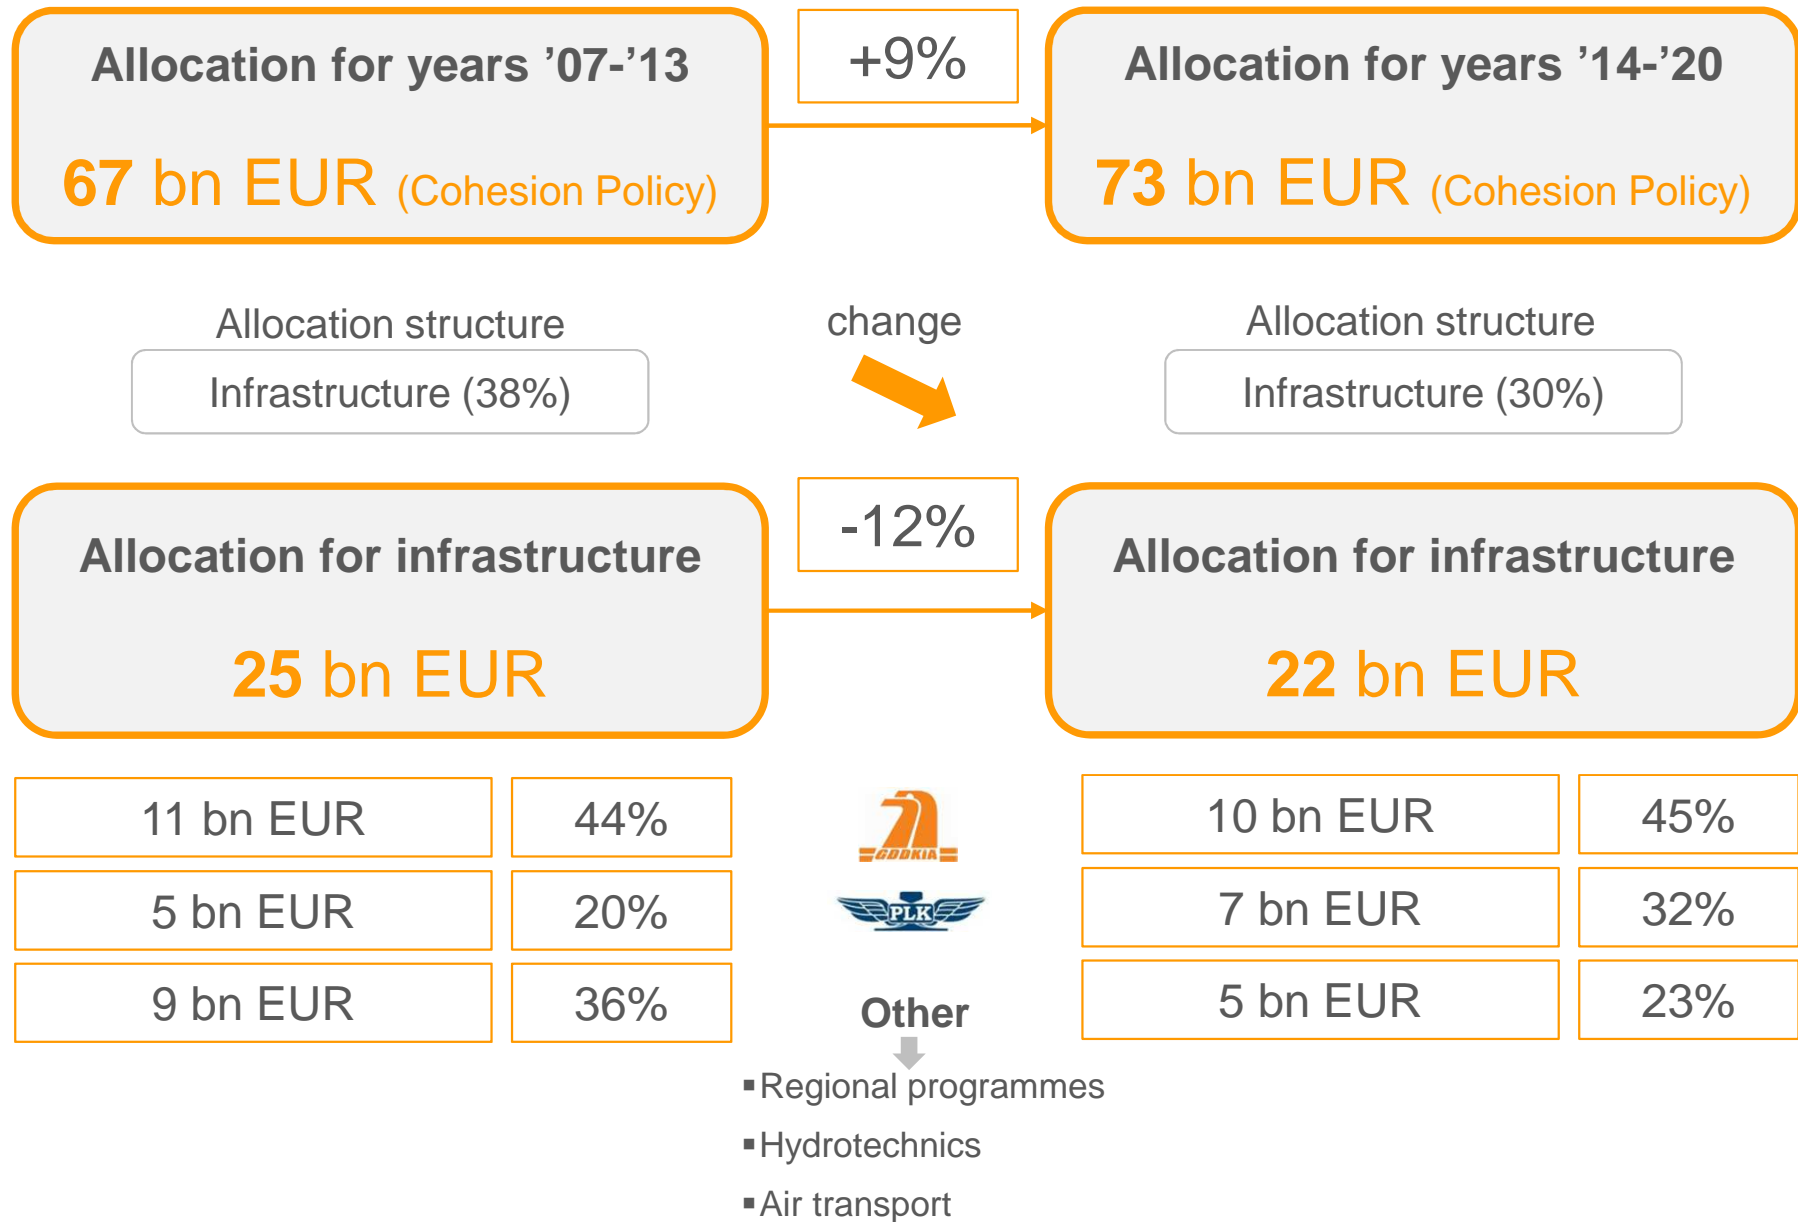 Allocation for years ’07-’13
67 bn EUR (Cohesion Policy)
+9%
Allocation for years ’14-’20
73 bn EUR (Cohesion Policy)
Allocation structure
Infrastructure (38%)
change
Allocation structure
Infrastructure (30%)
Allocation for infrastructure
25 bn EUR
-12%
Allocation for infrastructure
22 bn EUR
11 bn EUR 44%
GDDKIA
10 bn EUR 45%
5 bn EUR 20%
PLK
7 bn EUR 32%
9 bn EUR 36%
Other
5 bn EUR 23%
▪Regional programmes
▪Hydrotechnics
▪Air transport